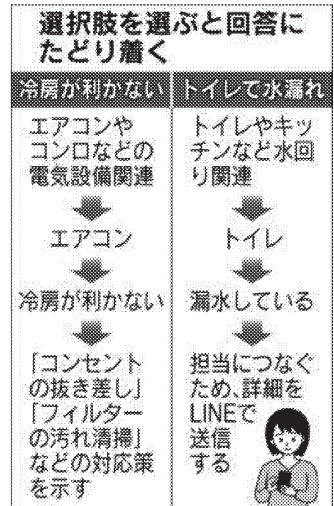 選択肢を選ぶと回答に
たどり着く
冷房が利かない
エアコンや
コンロなどの
電気設備関連
エアコン
冷房が利かない
「コンセント
の抜き差し」
「フィルター
の汚れ清掃」
などの対応策
を示す
トイレで水漏れ
トイレやキッ
チンなど水回
り関連
トイレ
漏水している
担当につなぐ
ため、詳細を
LINEで
送信
する